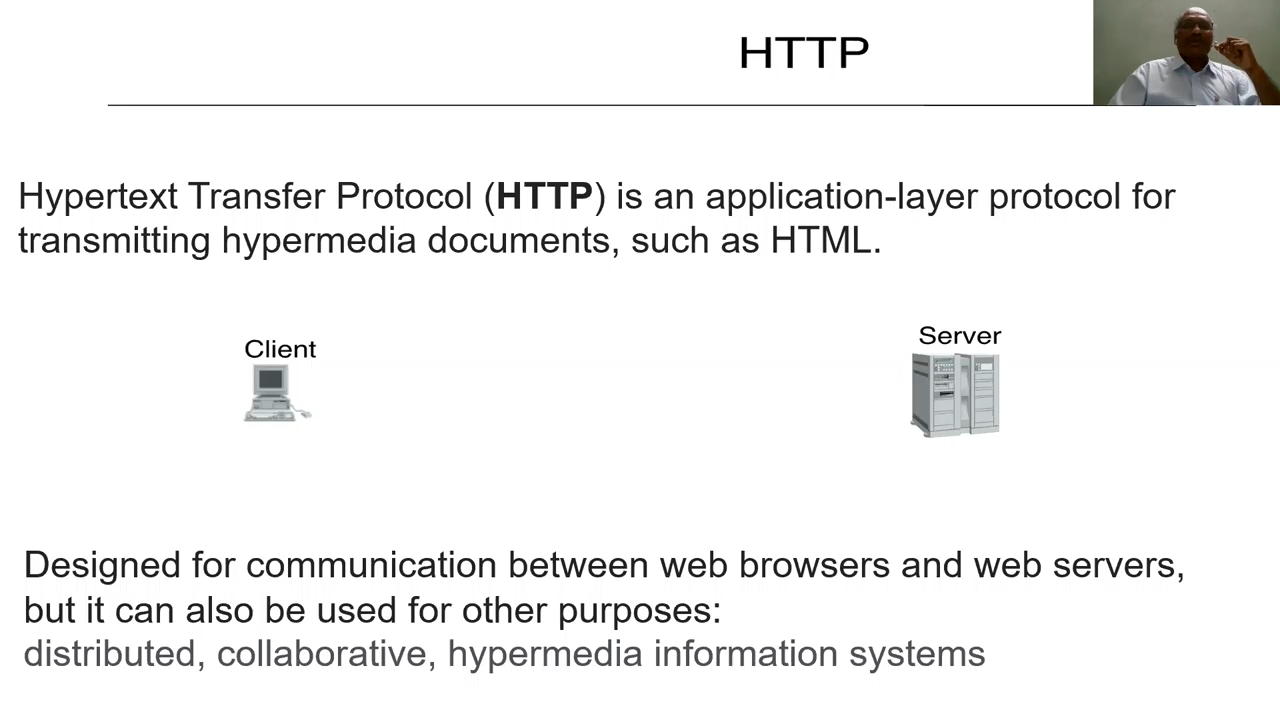 HTTP
Hypertext Transfer Protocol (HTTP) is an application-layer protocol for
transmitting hypermedia documents, such as HTML.
Client
Server
Designed for communication between web browsers and web servers,
but it can also be used for other purposes:
distributed, collaborative, hypermedia information systems